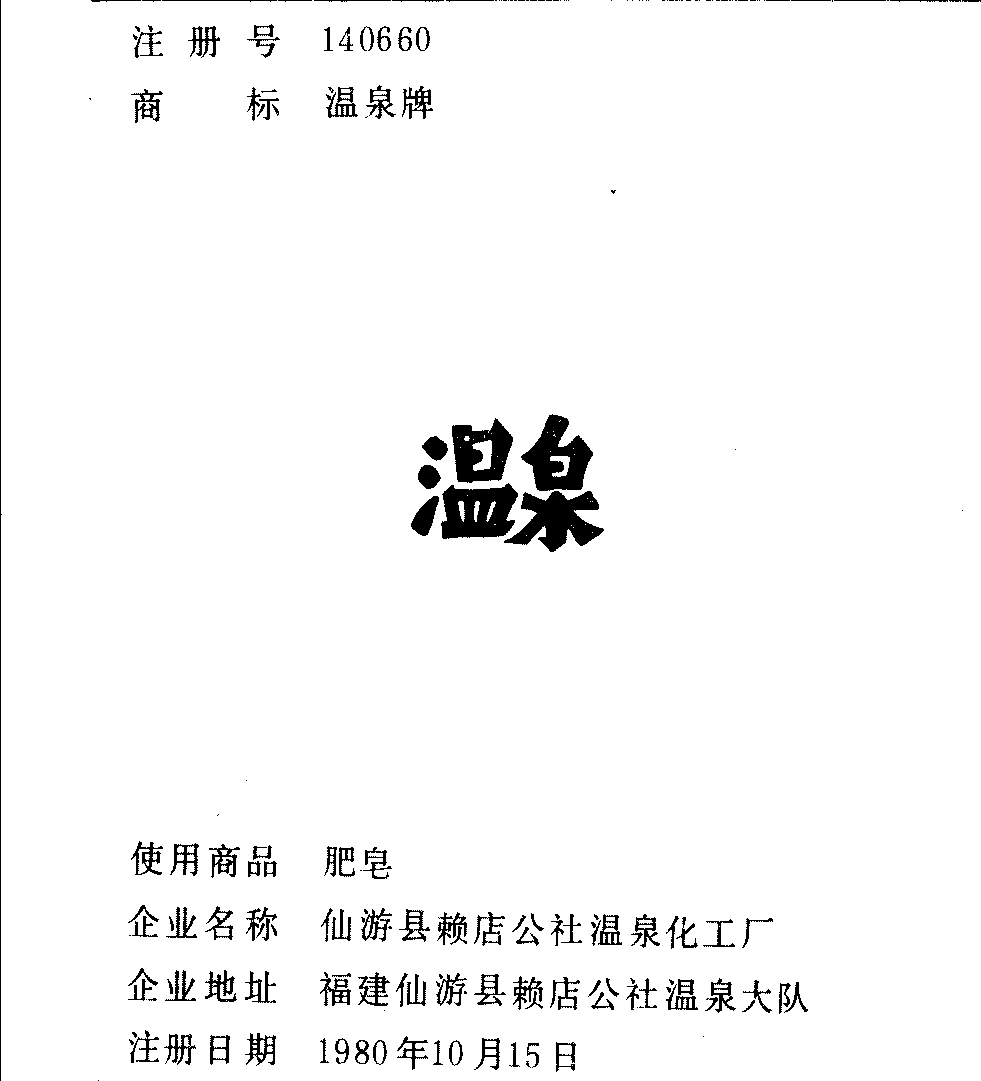 注册号 140660
商标 温泉牌
温泉
使用商品 肥皂
企业名称 仙游县赖店公社温泉化工厂
企业地址 福建仙游县赖店公社温泉大队
注册日期 1980年10月15日